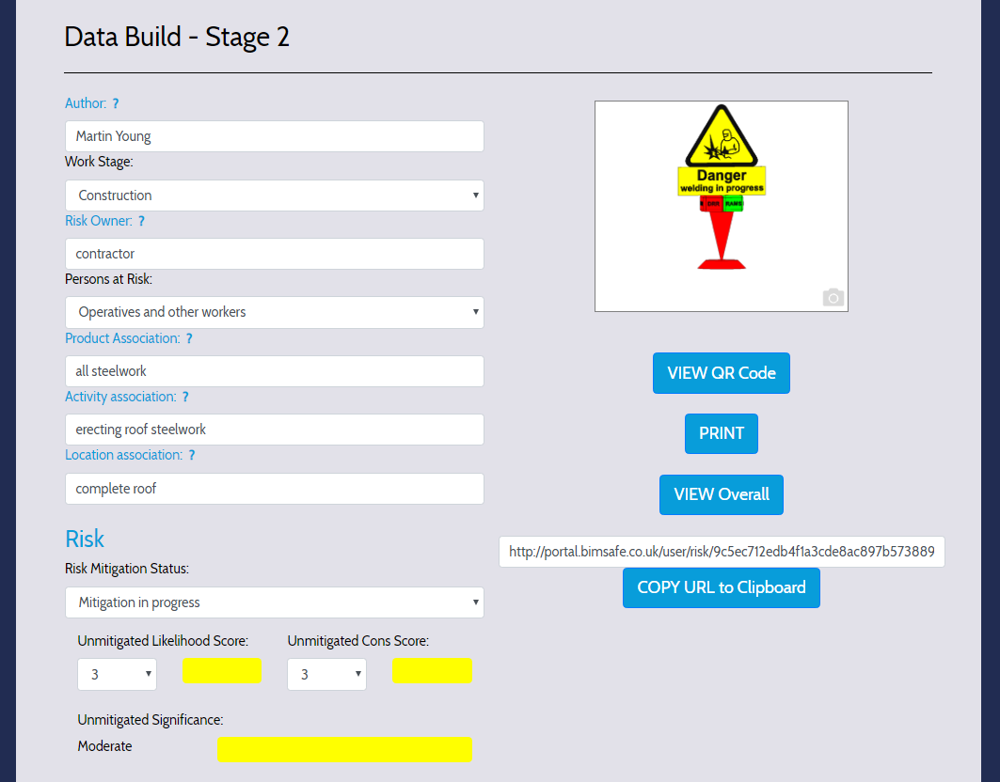 Data Build - Stage 2
Author: ?
Martin Young
Work Stage:
Construction
Risk Owner: ?
contractor
Persons at Risk:
Operatives and other workers
Product Association: ?
all steelwork
Activity association: ?
erecting roof steelwork
Location association: ?
complete roof
Risk
Risk Mitigation Status:
Mitigation in progress
Unmitigated Likelihood Score: Unmitigated Cons Score:
3 3
Unmitigated Significance:
Moderate
Danger
welding in progress
RAMS
VIEW QR Code
PRINT
VIEW Overall
http://portal.bimsafe.co.uk/user/risk/9c5ec712edb4f1a3cde8ac897b573889
COPY URL to Clipboard